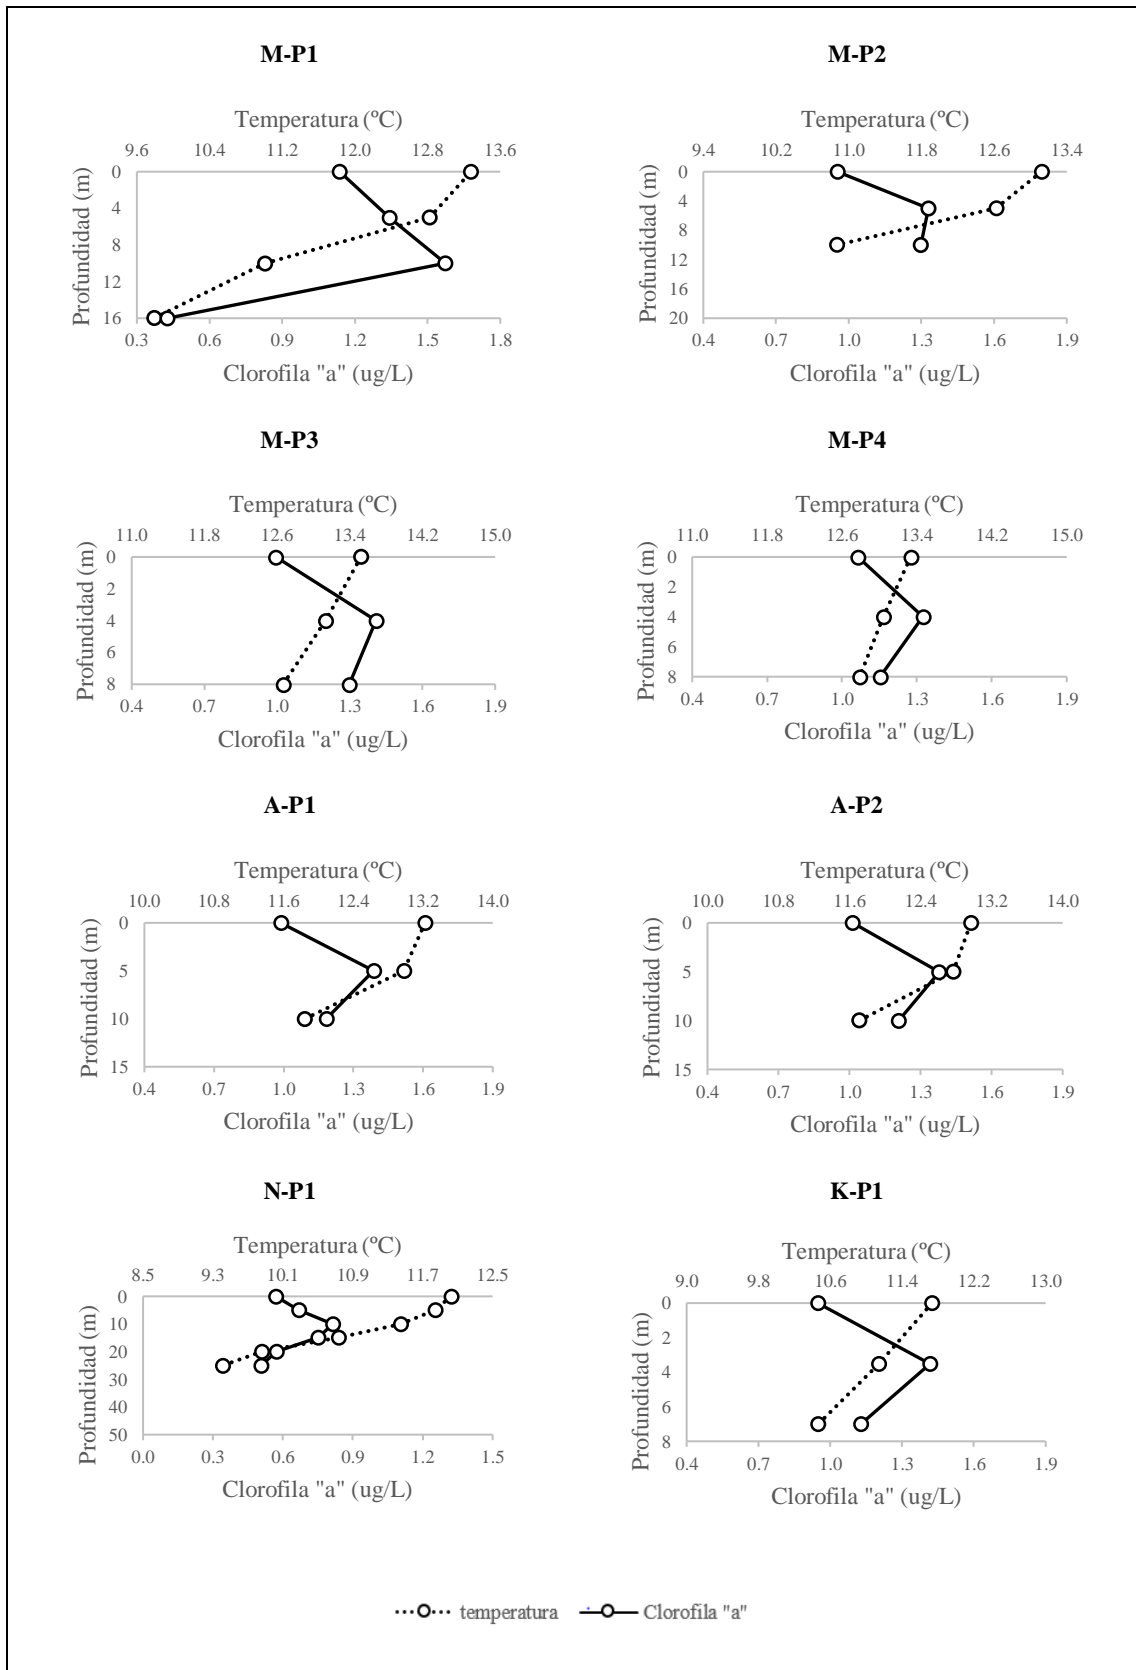 M-P1
Temperatura (ºC)
9.6 10.4 11.2 12.0 12.8 13.6
Profundidad (m)
0
4
8
12
16
0.3 0.6 0.9 1.2 1.5 1.8
Clorofila "a" (ug/L)
M-P2
Temperatura (ºC)
9.4 10.2 11.0 11.8 12.6 13.4
Profundidad (m)
0
4
8
12
16
20
0.4 0.7 1.0 1.3 1.6 1.9
Clorofila "a" (ug/L)
M-P3
Temperatura (ºC)
11.0 11.8 12.6 13.4 14.2 15.0
Profundidad (m)
0
2
4
6
8
0.4 0.7 1.0 1.3 1.6 1.9
Clorofila "a" (ug/L)
M-P4
Temperatura (ºC)
11.0 11.8 12.6 13.4 14.2 15.0
Profundidad (m)
0
2
4
6
8
0.4 0.7 1.0 1.3 1.6 1.9
Clorofila "a" (ug/L)
A-P1
Temperatura (ºC)
10.0 10.8 11.6 12.4 13.2 14.0
Profundidad (m)
0
5
10
15
0.4 0.7 1.0 1.3 1.6 1.9
Clorofila "a" (ug/L)
A-P2
Temperatura (ºC)
10.0 10.8 11.6 12.4 13.2 14.0
Profundidad (m)
0
5
10
15
0.4 0.7 1.0 1.3 1.6 1.9
Clorofila "a" (ug/L)
N-P1
Temperatura (ºC)
8.5 9.3 10.1 10.9 11.7 12.5
Profundidad (m)
0
10
20
30
40
50
0.0 0.3 0.6 0.9 1.2 1.5
Clorofila "a" (ug/L)
K-P1
Temperatura (ºC)
9.0 9.8 10.6 11.4 12.2 13.0
Profundidad (m)
0
2
4
6
8
0.4 0.7 1.0 1.3 1.6 1.9
Clorofila "a" (ug/L)
temperatura Clorofila "a"